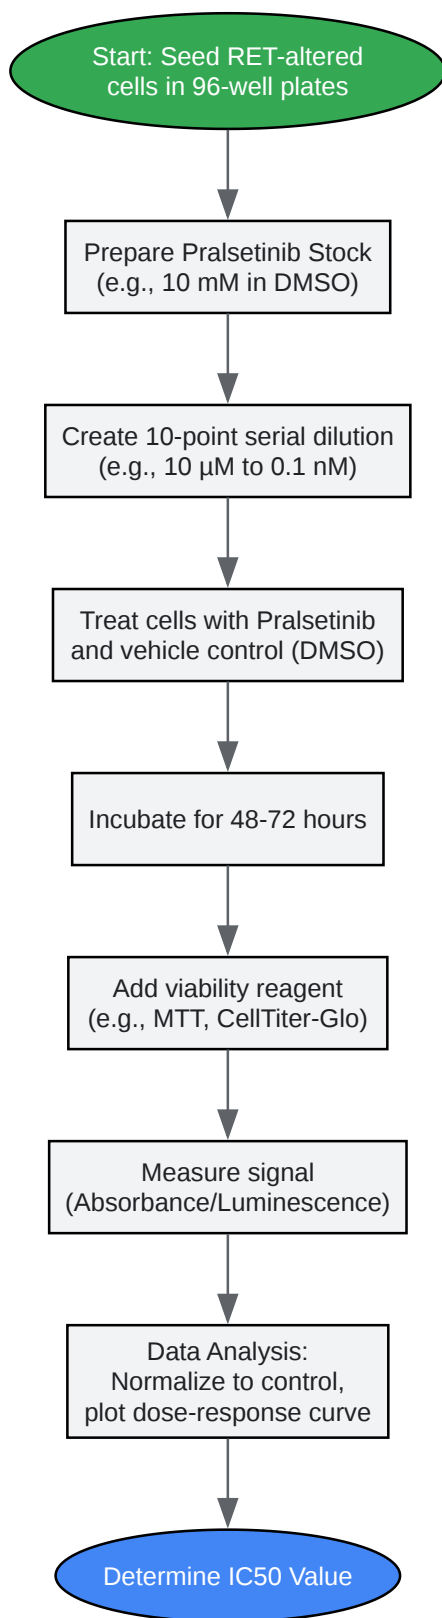 Start: Seed RET-altered
cells in 96-well plates
Prepare Pralsetinib Stock
(e.g., 10 mM in DMSO)
Create 10-point serial dilution
(e.g., 10 µM to 0.1 nM)
Treat cells with Pralsetinib
and vehicle control (DMSO)
Incubate for 48-72 hours
Add viability reagent
(e.g., MTT, CellTiter-Glo)
Measure signal
(Absorbance/Luminescence)
Data Analysis:
Normalize to control,
plot dose-response curve
Determine IC50 Value